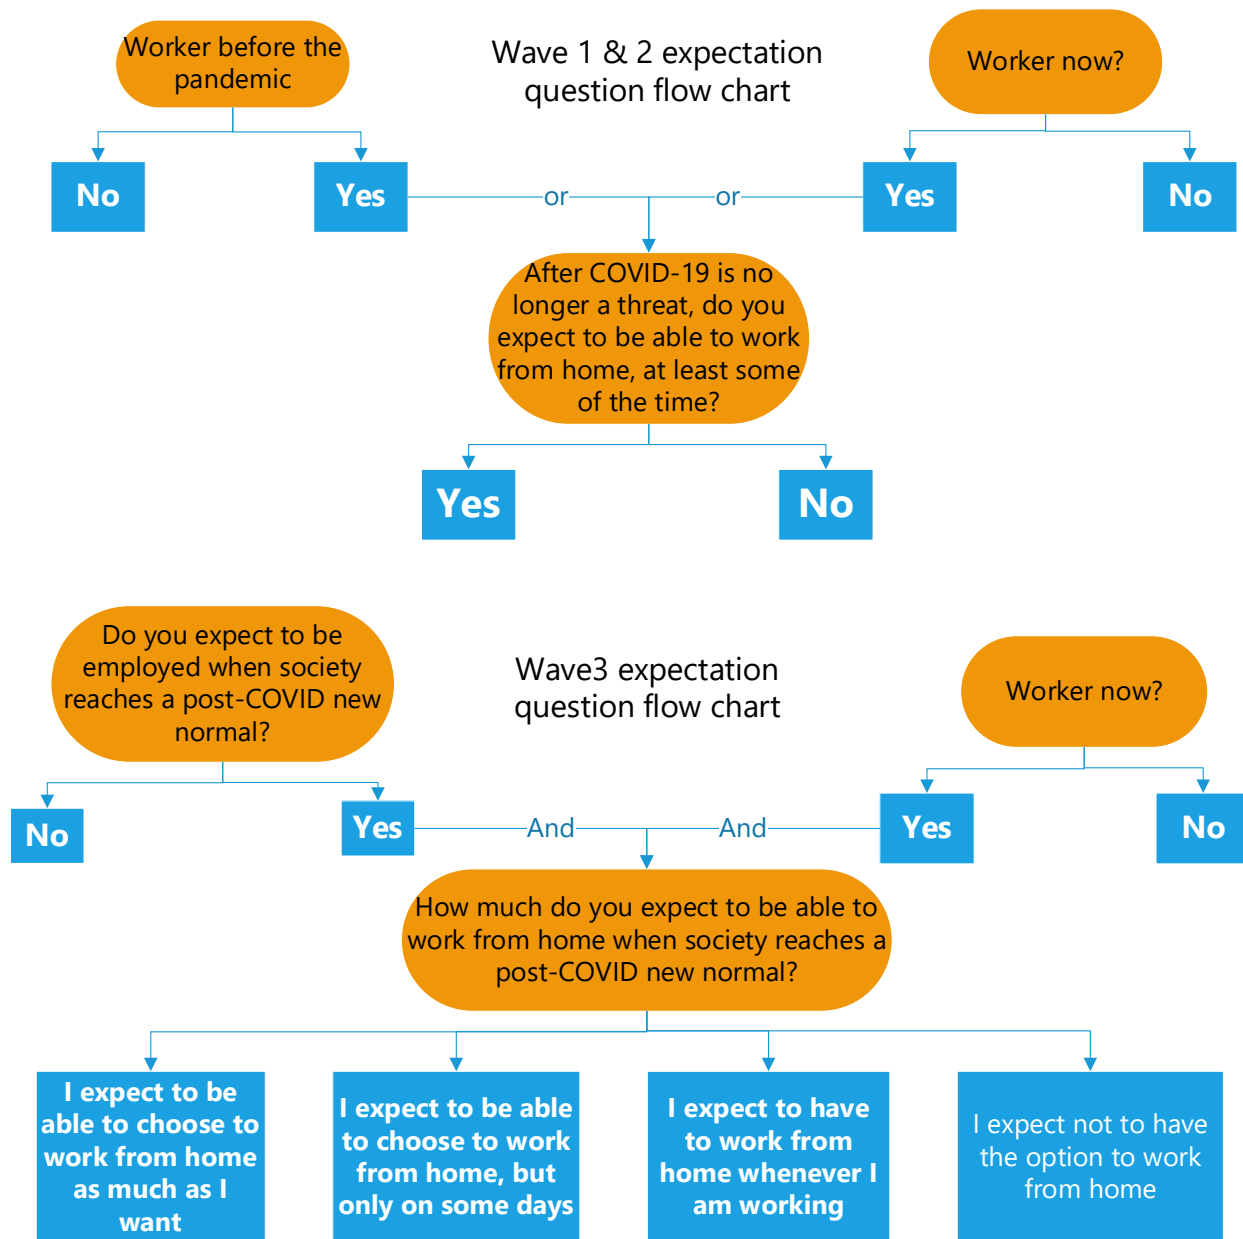 Worker before the
pandemic
Wave 1 & 2 expectation
question flow chart
Worker now?
No
Yes
or
or
Yes
No
After COVID-19 is no
longer a threat, do you
expect to be able to work
from home, at least some
of the time?
Yes
No
Do you expect to be
employed when society
reaches a post-COVID new
normal?
Wave3 expectation
question flow chart
Worker now?
No
Yes
And
And
Yes
No
How much do you expect to be able to
work from home when society reaches a
post-COVID new normal?
I expect to be
able to choose to
work from home
as much as I
want
I expect to be able
to choose to work
from home, but
only on some days
I expect to have
to work from
home whenever I
am working
I expect not to have
the option to work
from home